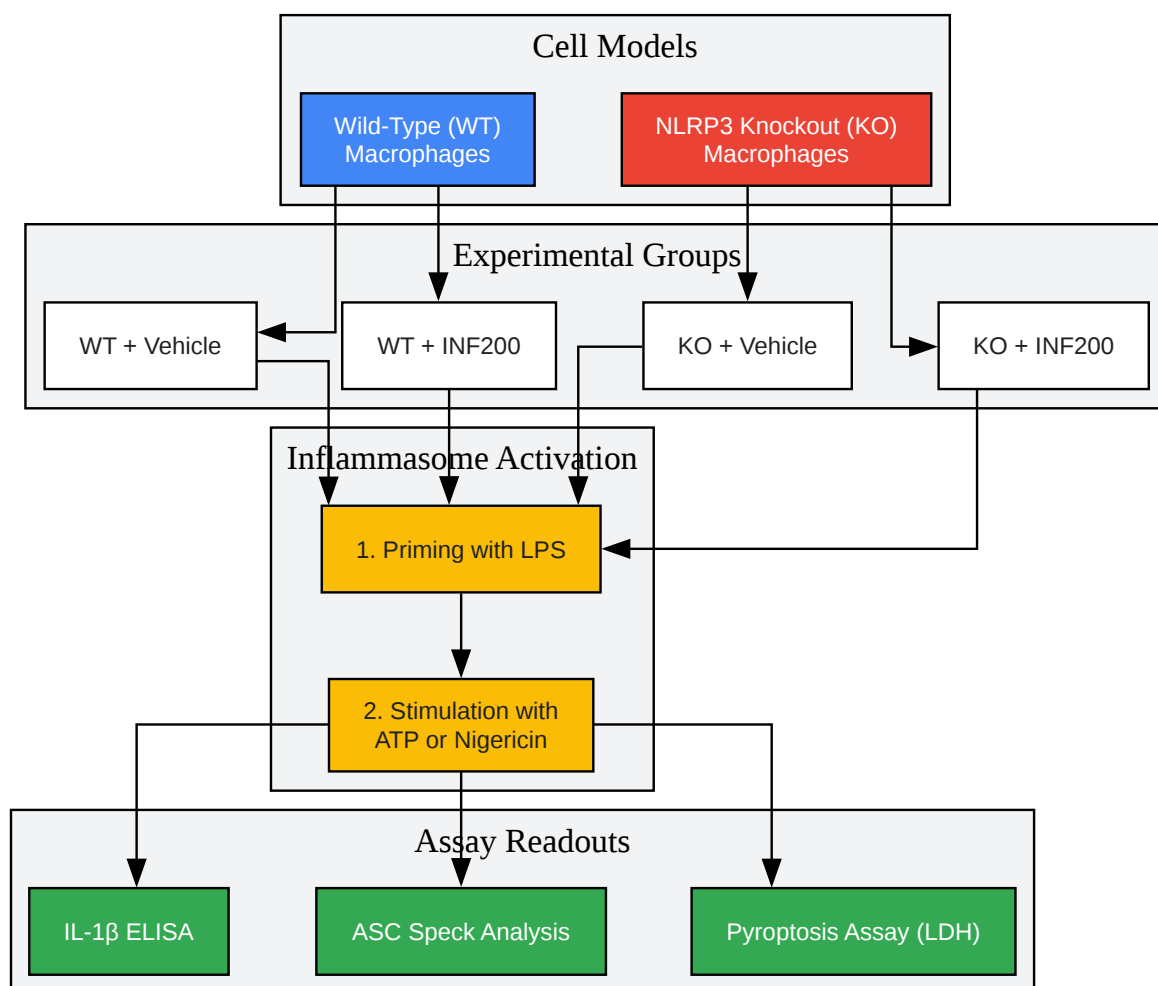 Cell Models
Wild-Type (WT)
Macrophages
NLRP3 Knockout (KO)
Macrophages
Experimental Groups
WT + Vehicle
WT + INF200
KO + Vehicle
KO + INF200
Inflammasome Activation
1. Priming with LPS
2. Stimulation with
ATP or Nigericin
Assay Readouts
IL-1β ELISA
ASC Speck Analysis
Pyroptosis Assay (LDH)